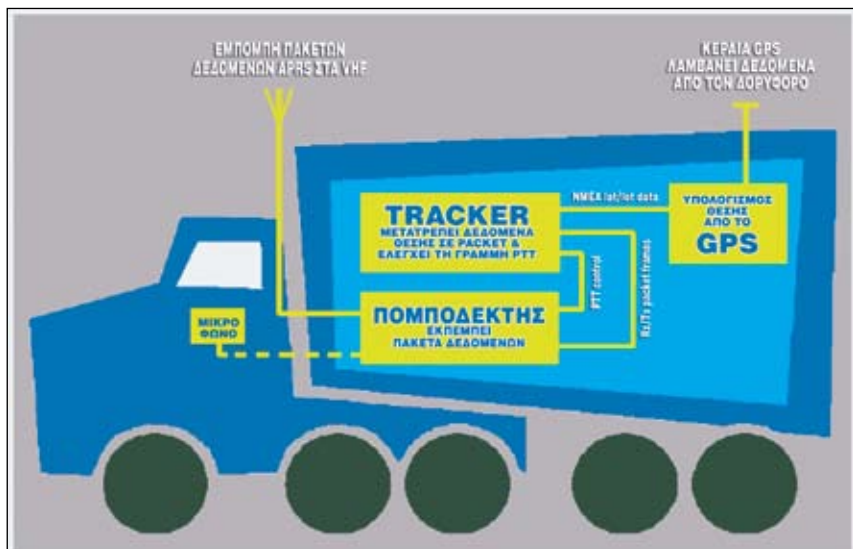 ΕΜΠΟΜΠΗ ΠΑΚΕΤΩΝ
ΔΕΔΟΜΕΝΩΝ APRS ΣΤΑ VHF
ΚΕΡΑΙΑ GPS
ΛΑΜΒΑΝΕΙ ΔΕΔΟΜΕΝΑ
ΑΠΟ ΤΟΝ ΔΟΡΥΦΟΡΟ
TRACKER
ΜΕΤΑΤΡΕΠΕΙ ΔΕΔΟΜΕΝΑ
ΘΕΣΗΣ ΣΕ PACKET &
ΕΛΕΓΧΕΙ ΤΗ ΓΡΑΜΜΗ PTT
NMEA lat/lot data
ΥΠΟΛΟΓΙΣΜΟΣ
ΘΕΣΗΣ
ΑΠΟ ΤΟ
GPS
PTT control
Rx/Tx packet frames
ΠΟΜΠΟΔΕΚΤΗΣ
ΕΚΠΕΜΠΕΙ
ΠΑΚΕΤΑ ΔΕΔΟΜΕΝΩΝ
ΜΙΚΡΟ
ΦΩΝΟ